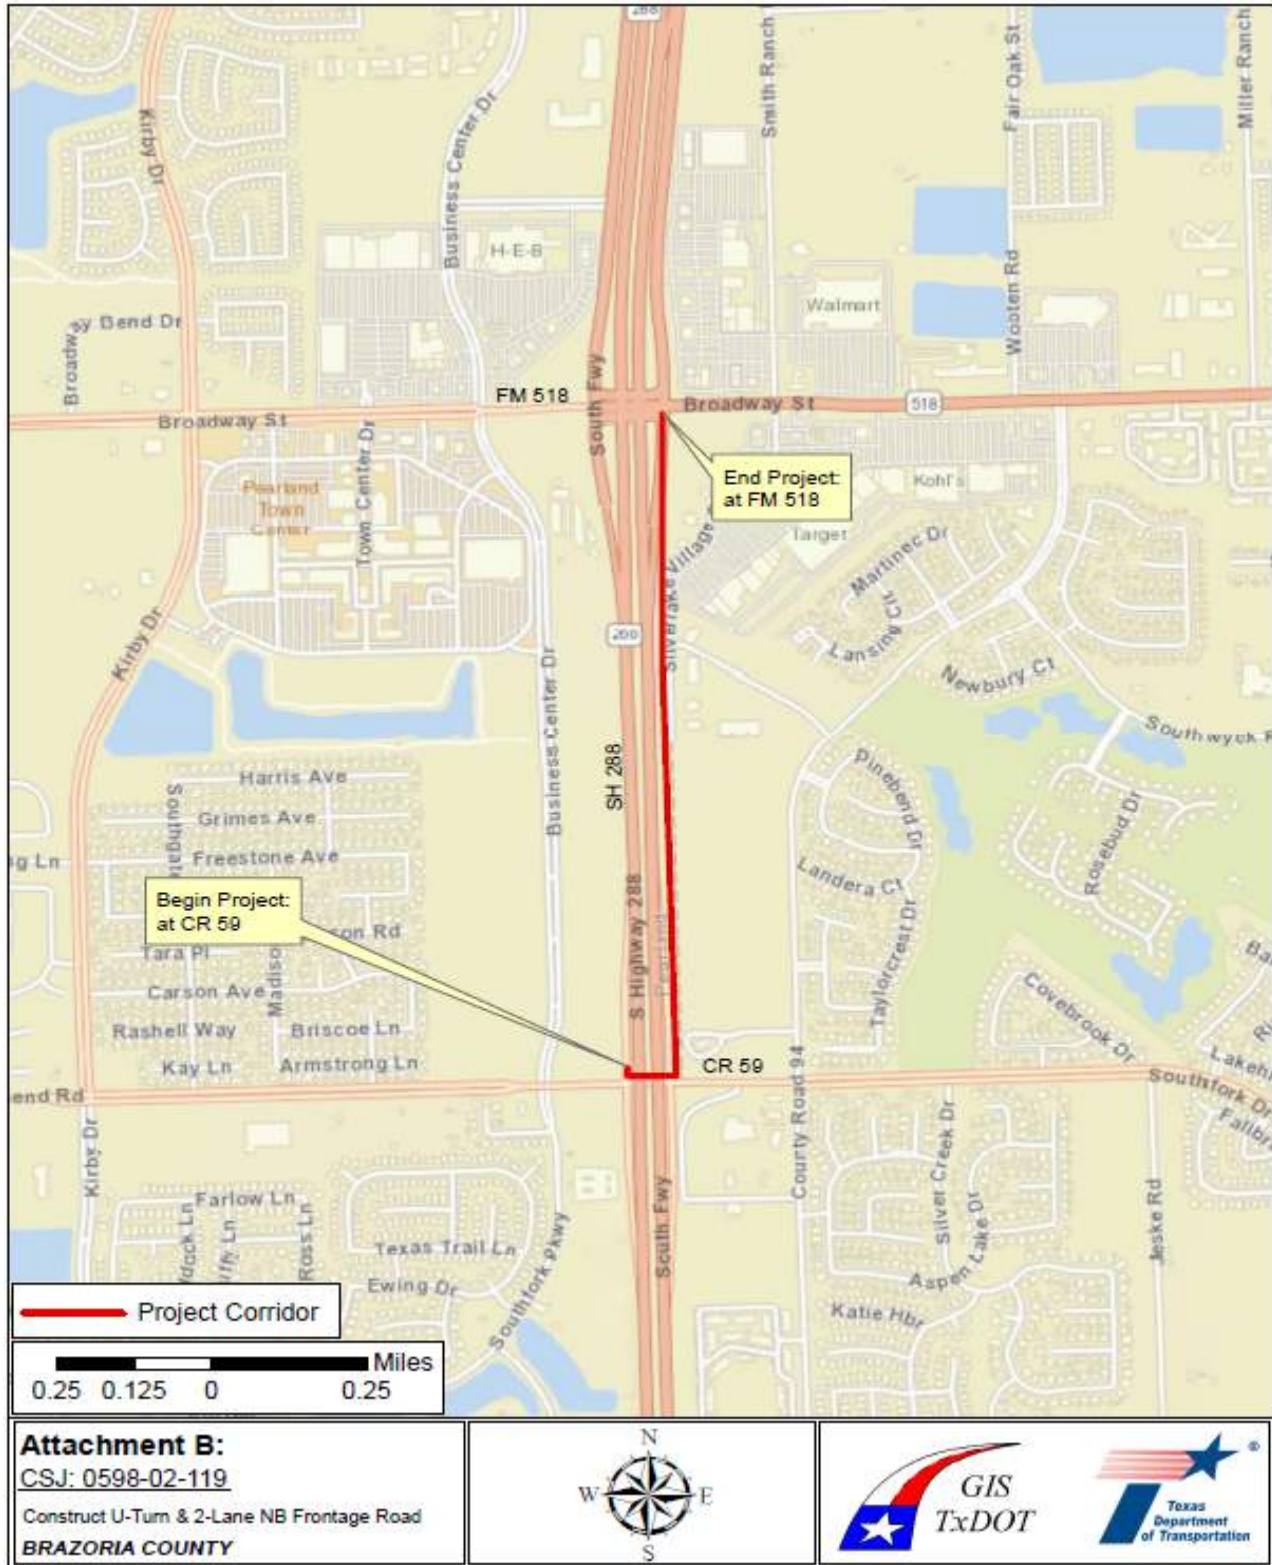 288
Kirby Dr
Business Center Dr
Smith Ranch
Fair Oak St
Miller Ranch
H-E-B
Walmart
Wooten Rd
Broadway Bend Dr
South Fwy
FM 518
Broadway St
518
Broadway St
Town Center Dr
Pearland
Town
Center
End Project:
at FM 518
Kohl's
Target
Silverlake Village
Martinec Dr
Lansing Ct
Newbury Ct
Kirby Dr
Business Center Dr
SH 288
Southwyck
Harris Ave
Southgate
Grimes Ave
Freestone Ave
Pinebend Dr
Landera Ct
Rosebud Dr
Begin Project:
at CR 59
S Highway 288
Pearland
son Rd
Tara Pl
Madiso
Carson Ave
Rashell Way
Briscoe Ln
Kay Ln
Armstrong Ln
Taylorcrest Dr
Covebrook Dr
CR 59
end Rd
County Road 94
Southfork Dr
Kirby Dr
South Fwy
Silver Creek Dr
Jeske Rd
Farlow Ln
Ross Ln
Texas Trail Ln
Ewing Dr
Southfork Pkwy
Aspen Lake Dr
Katie Hbr
Project Corridor
Miles
0.25 0.125 0 0.25
Attachment B:
CSJ: 0598-02-119
Construct U-Turn & 2-Lane NB Frontage Road
BRAZORIA COUNTY
N
W E
S
GIS
TxDOT
®
Texas
Department
of Transportation